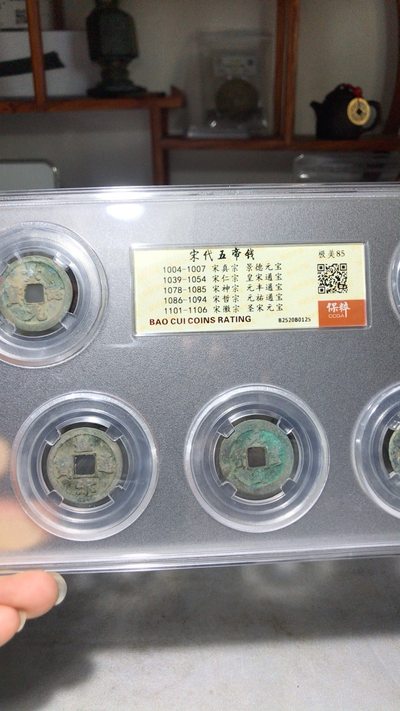 宋代五帝钱
极美85
1004-1007 宋真宗 景德元宝
1039-1054 宋仁宗 皇宋通宝
1078-1085 宋神宗 元丰通宝
1086-1094 宋哲宗 元祐通宝
1101-1106 宋徽宗 圣宋元宝
BAO CUI COINS RATING
B2520B0125
保粹
CCGA